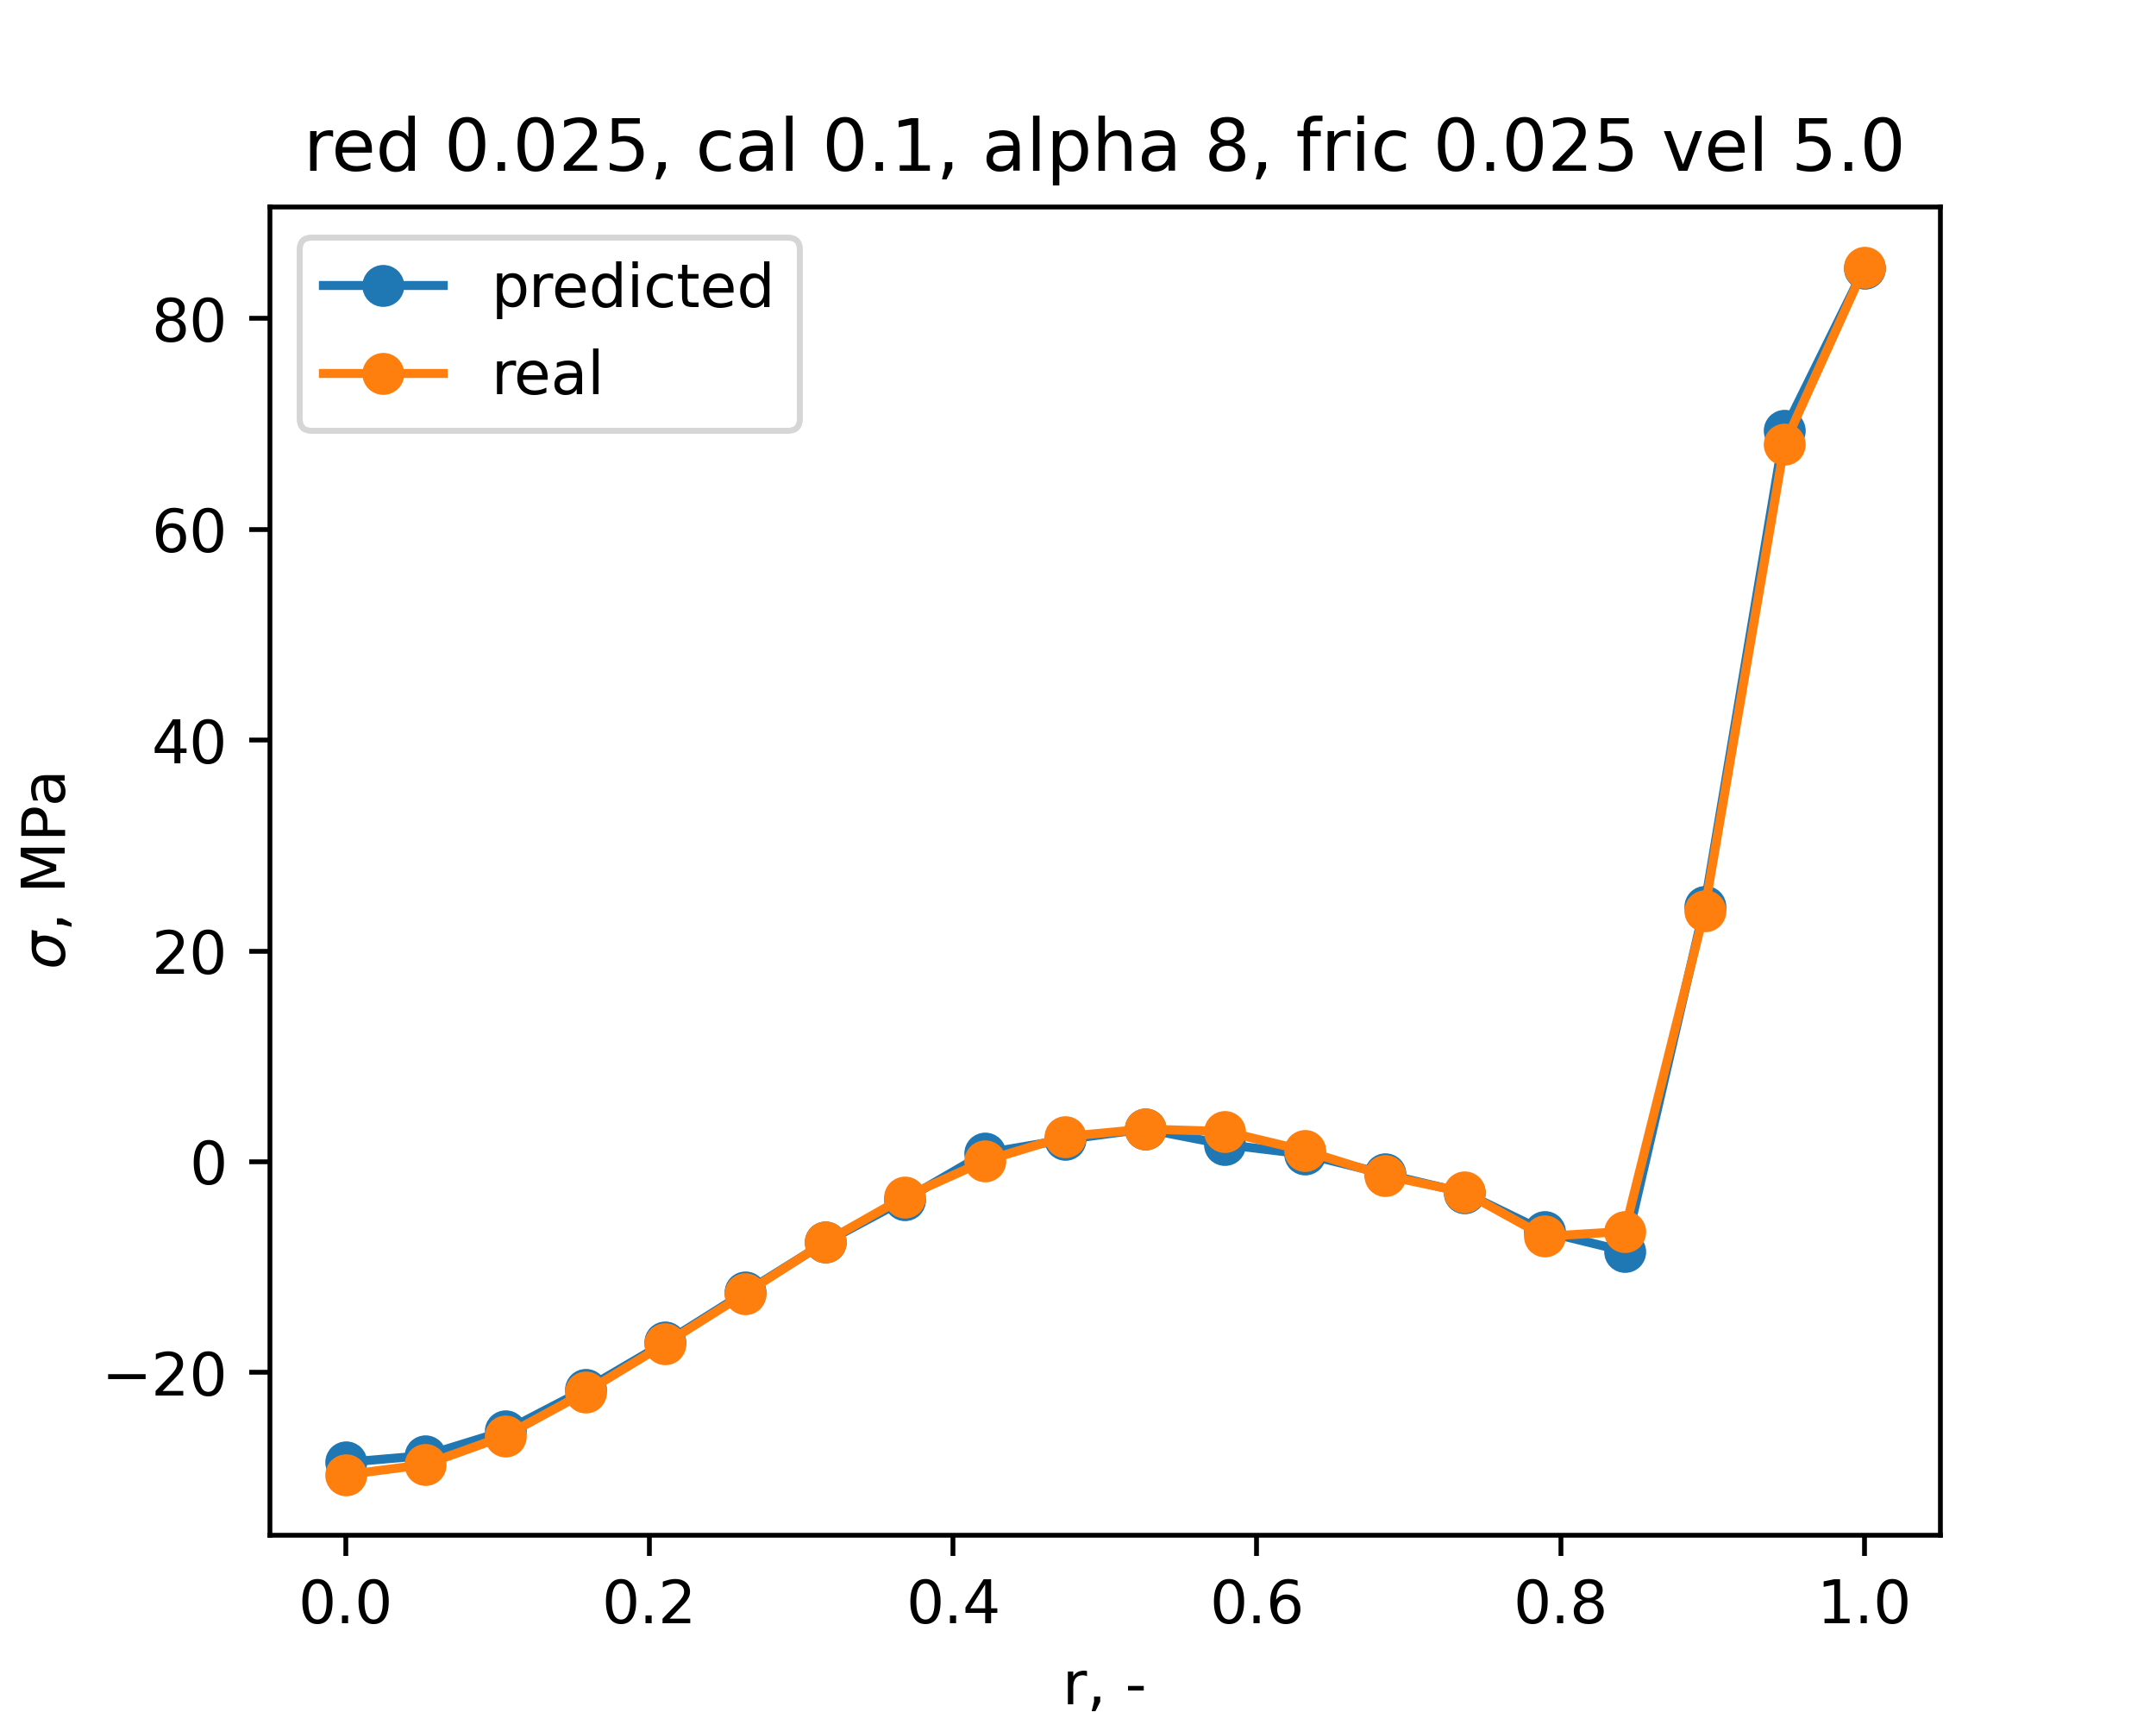 red 0.025, cal 0.1, alpha 8, fric 0.025 vel 5.0
predicted
real
80
60
40
20
0
−20
σ, MPa
0.0 0.2 0.4 0.6 0.8 1.0
r, -